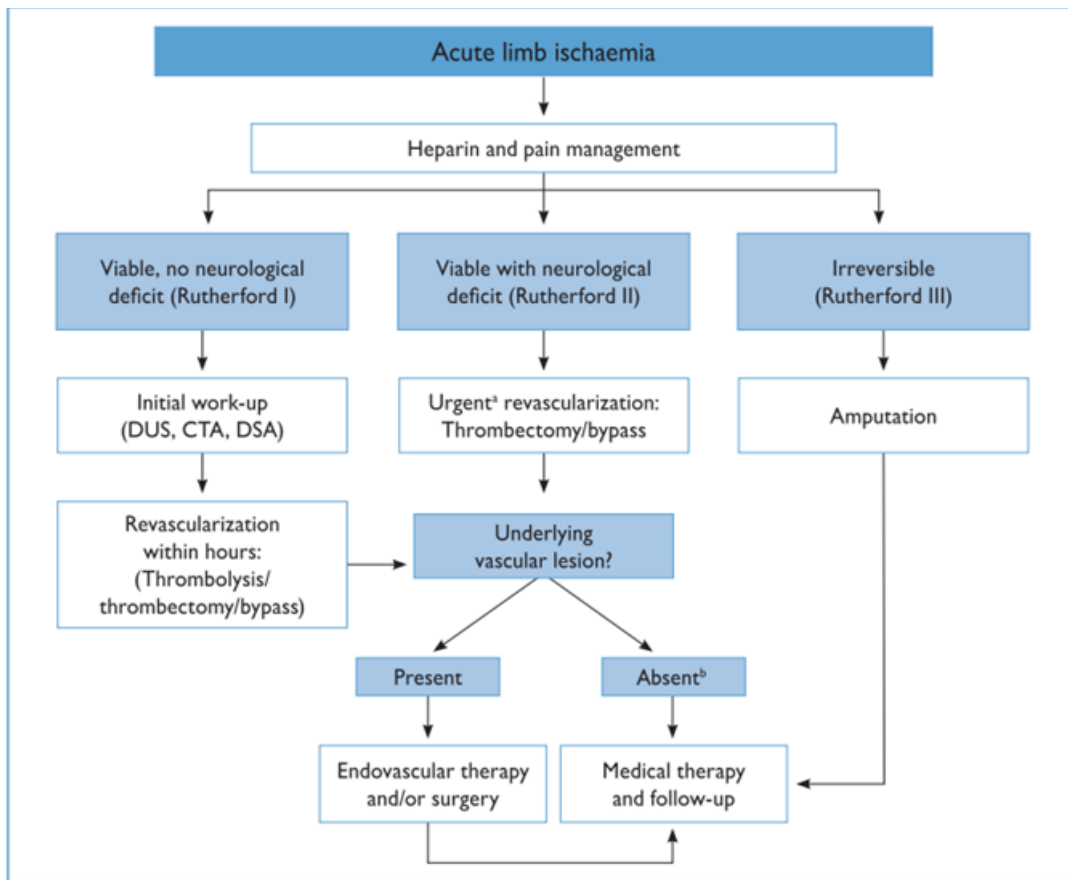 Acute limb ischaemia
Heparin and pain management
Viable, no neurological
deficit (Rutherford I)
Viable with neurological
deficit (Rutherford II)
Irreversible
(Rutherford III)
Initial work-up
(DUS, CTA, DSA)
Urgentᵃ revascularization:
Thrombectomy/bypass
Amputation
Revascularization
within hours:
(Thrombolysis/
thrombectomy/bypass)
Underlying
vascular lesion?
Present
Absentᵇ
Endovascular therapy
and/or surgery
Medical therapy
and follow-up